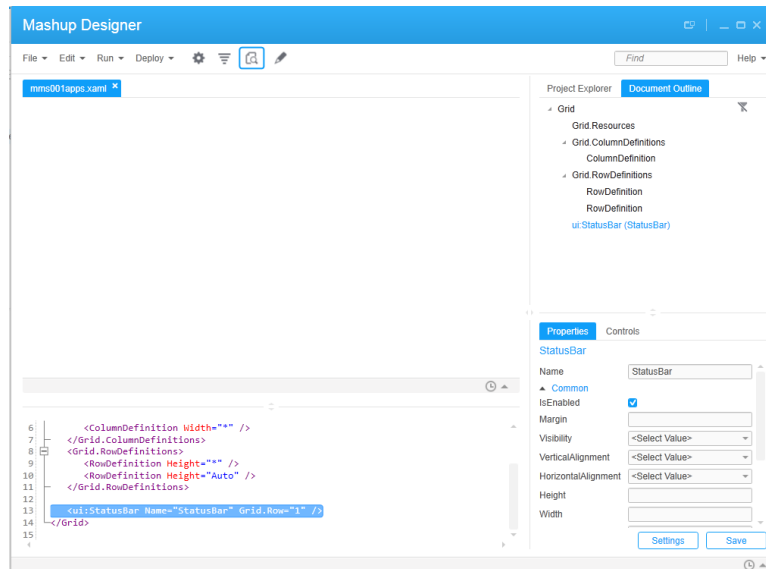 Mashup Designer
File Edit Run Deploy Find Help
mms001apps.xaml
Project Explorer Document Outline
Grid
Grid.Resources
Grid.ColumnDefinitions
ColumnDefinition
Grid.RowDefinitions
RowDefinition
RowDefinition
ui:StatusBar (StatusBar)
Properties Controls
StatusBar
Name StatusBar
Common
IsEnabled
Margin
Visibility <Select Value>
VerticalAlignment <Select Value>
HorizontalAlignment <Select Value>
Height
Width
Settings Save
6 <ColumnDefinition Width="*" />
7 </Grid.ColumnDefinitions>
8 <Grid.RowDefinitions>
9 <RowDefinition Height="*" />
10 <RowDefinition Height="Auto" />
11 </Grid.RowDefinitions>
12
13 <ui:StatusBar Name="StatusBar" Grid.Row="1" />
14 </Grid>
15